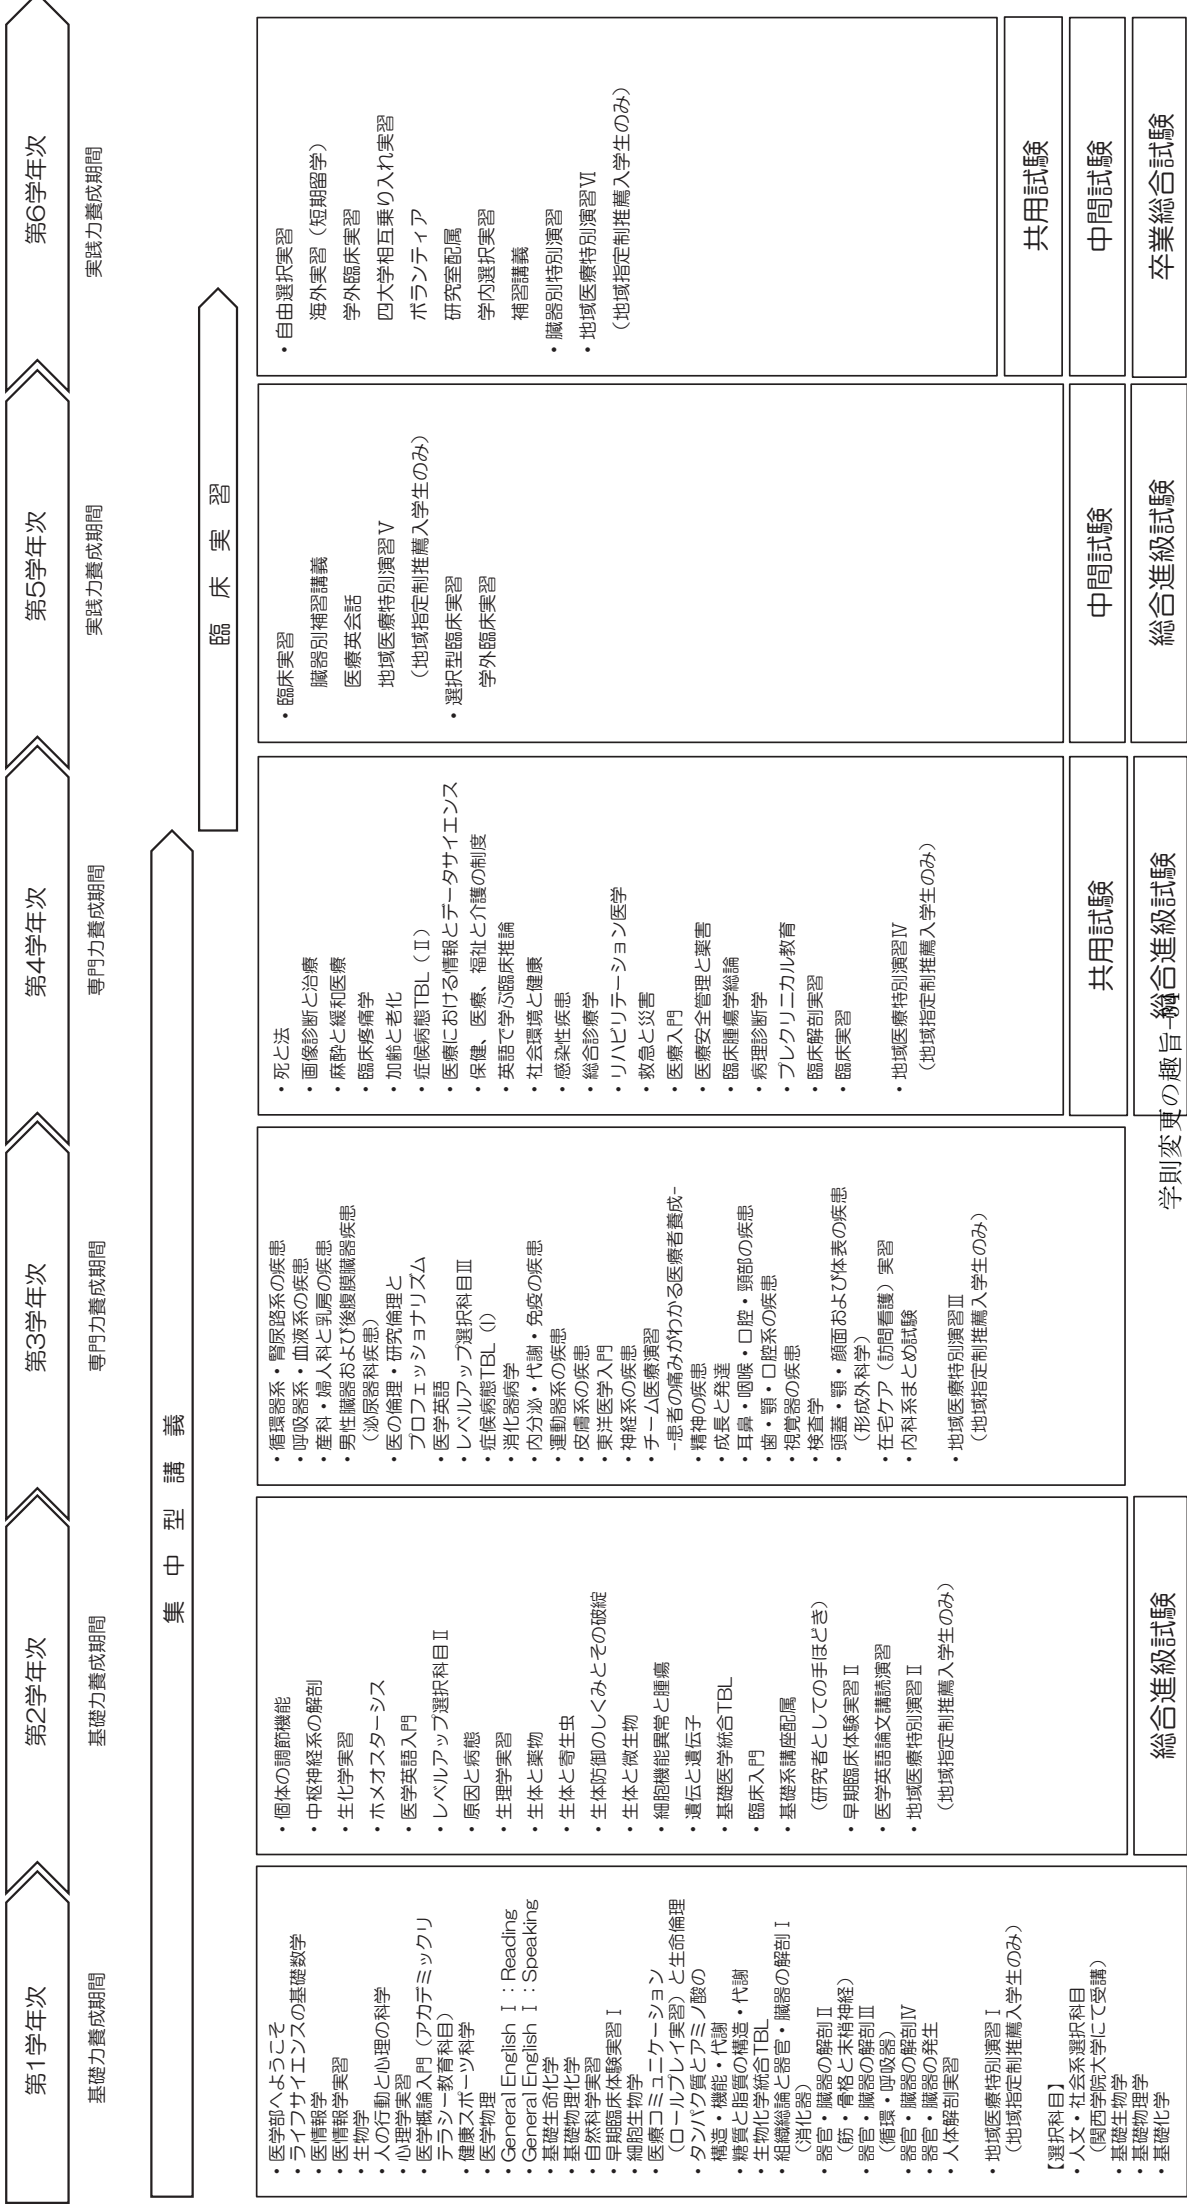 第1学年次
基礎力養成期間
第2学年次
基礎力養成期間
第3学年次
専門力養成期間
第4学年次
専門力養成期間
第5学年次
実践力養成期間
第6学年次
実践力養成期間
集中型講義
臨床実習
・医学部へようこそ
・ライフサイエンスの基礎数学
・医情報学
・医情報学実習
・生物学
・人の行動と心理の科学
・心理学実習
・医学概論入門（アカデミックリ
テラシー教育科目）
・健康スポーツ科学
・医学物理
・General English Ⅰ：Reading
・General English Ⅰ：Speaking
・基礎生命化学
・基礎物理化学
・自然科学実習
・早期臨床体験実習Ⅰ
・細胞生物学
・医療コミュニケーション
（ロールプレイ実習）と生命倫理
・タンパク質とアミノ酸の
構造・機能・代謝
・糖質と脂質の構造・代謝
・生物化学統合TBL
・組織総論と器官・臓器の解剖Ⅰ
（消化器）
・器官・臓器の解剖Ⅱ
（筋・骨格と末梢神経）
・器官・臓器の解剖Ⅲ
（循環・呼吸器）
・器官・臓器の解剖Ⅳ
・器官・臓器の発生
・人体解剖実習
・地域医療特別演習Ⅰ
（地域指定制推薦入学生のみ）
【選択科目】
・人文・社会系選択科目
（関西学院大学にて受講）
・基礎生物学
・基礎物理学
・基礎化学
・個体の調節機能
・中枢神経系の解剖
・生化学実習
・ホメオスターシス
・医学英語入門
・レベルアップ選択科目Ⅱ
・原因と病態
・生理学実習
・生体と薬物
・生体と寄生虫
・生体防御のしくみとその破綻
・生体と微生物
・細胞機能異常と腫瘍
・遺伝と遺伝子
・基礎医学統合TBL
・臨床入門
・基礎系講座配属
（研究者としての手ほどき）
・早期臨床体験実習Ⅱ
・医学英語論文講読演習
・地域医療特別演習Ⅱ
（地域指定制推薦入学生のみ）
総合進級試験
・循環器系・腎尿路系の疾患
・呼吸器系・血液系の疾患
・産科・婦人科と乳房の疾患
・男性臓器および後腹膜臓器疾患
（泌尿器科疾患）
・医の倫理・研究倫理と
プロフェッショナリズム
・医学英語
・レベルアップ選択科目Ⅲ
・症候病態TBL（Ⅰ）
・消化器病学
・内分泌・代謝・免疫の疾患
・運動器系の疾患
・皮膚系の疾患
・東洋医学入門
・神経系の疾患
・チーム医療演習
-患者の痛みがわかる医療者養成-
・精神の疾患
・成長と発達
・耳鼻・咽喉・口腔・頸部の疾患
・歯・顎・口腔系の疾患
・視覚器の疾患
・検査学
・頭蓋・顎・顔面および体表の疾患
（形成外科学）
・在宅ケア（訪問看護）実習
・内科系まとめ試験
・地域医療特別演習Ⅲ
（地域指定制推薦入学生のみ）
・死と法
・画像診断と治療
・麻酔と緩和医療
・臨床疼痛学
・加齢と老化
・症候病態TBL（Ⅱ）
・医療における情報とデータサイエンス
・保健、医療、福祉と介護の制度
・英語で学ぶ臨床推論
・社会環境と健康
・感染性疾患
・総合診療学
・リハビリテーション医学
・救急と災害
・医療入門
・医療安全管理と薬害
・臨床腫瘍学総論
・病理診断学
・プレクリニカル教育
・臨床解剖実習
・臨床実習
・地域医療特別演習Ⅳ
（地域指定制推薦入学生のみ）
共用試験
総合進級試験
・臨床実習
臓器別補習講義
医療英会話
地域医療特別演習Ⅴ
（地域指定制推薦入学生のみ）
・選択型臨床実習
学外臨床実習
中間試験
総合進級試験
・自由選択実習
海外実習（短期留学）
学外臨床実習
四大学相互乗り入れ実習
ボランティア
研究室配属
学内選択実習
補習講義
・臓器別特別演習
・地域医療特別演習Ⅵ
（地域指定制推薦入学生のみ）
共用試験
中間試験
卒業総合試験
学則変更の趣旨